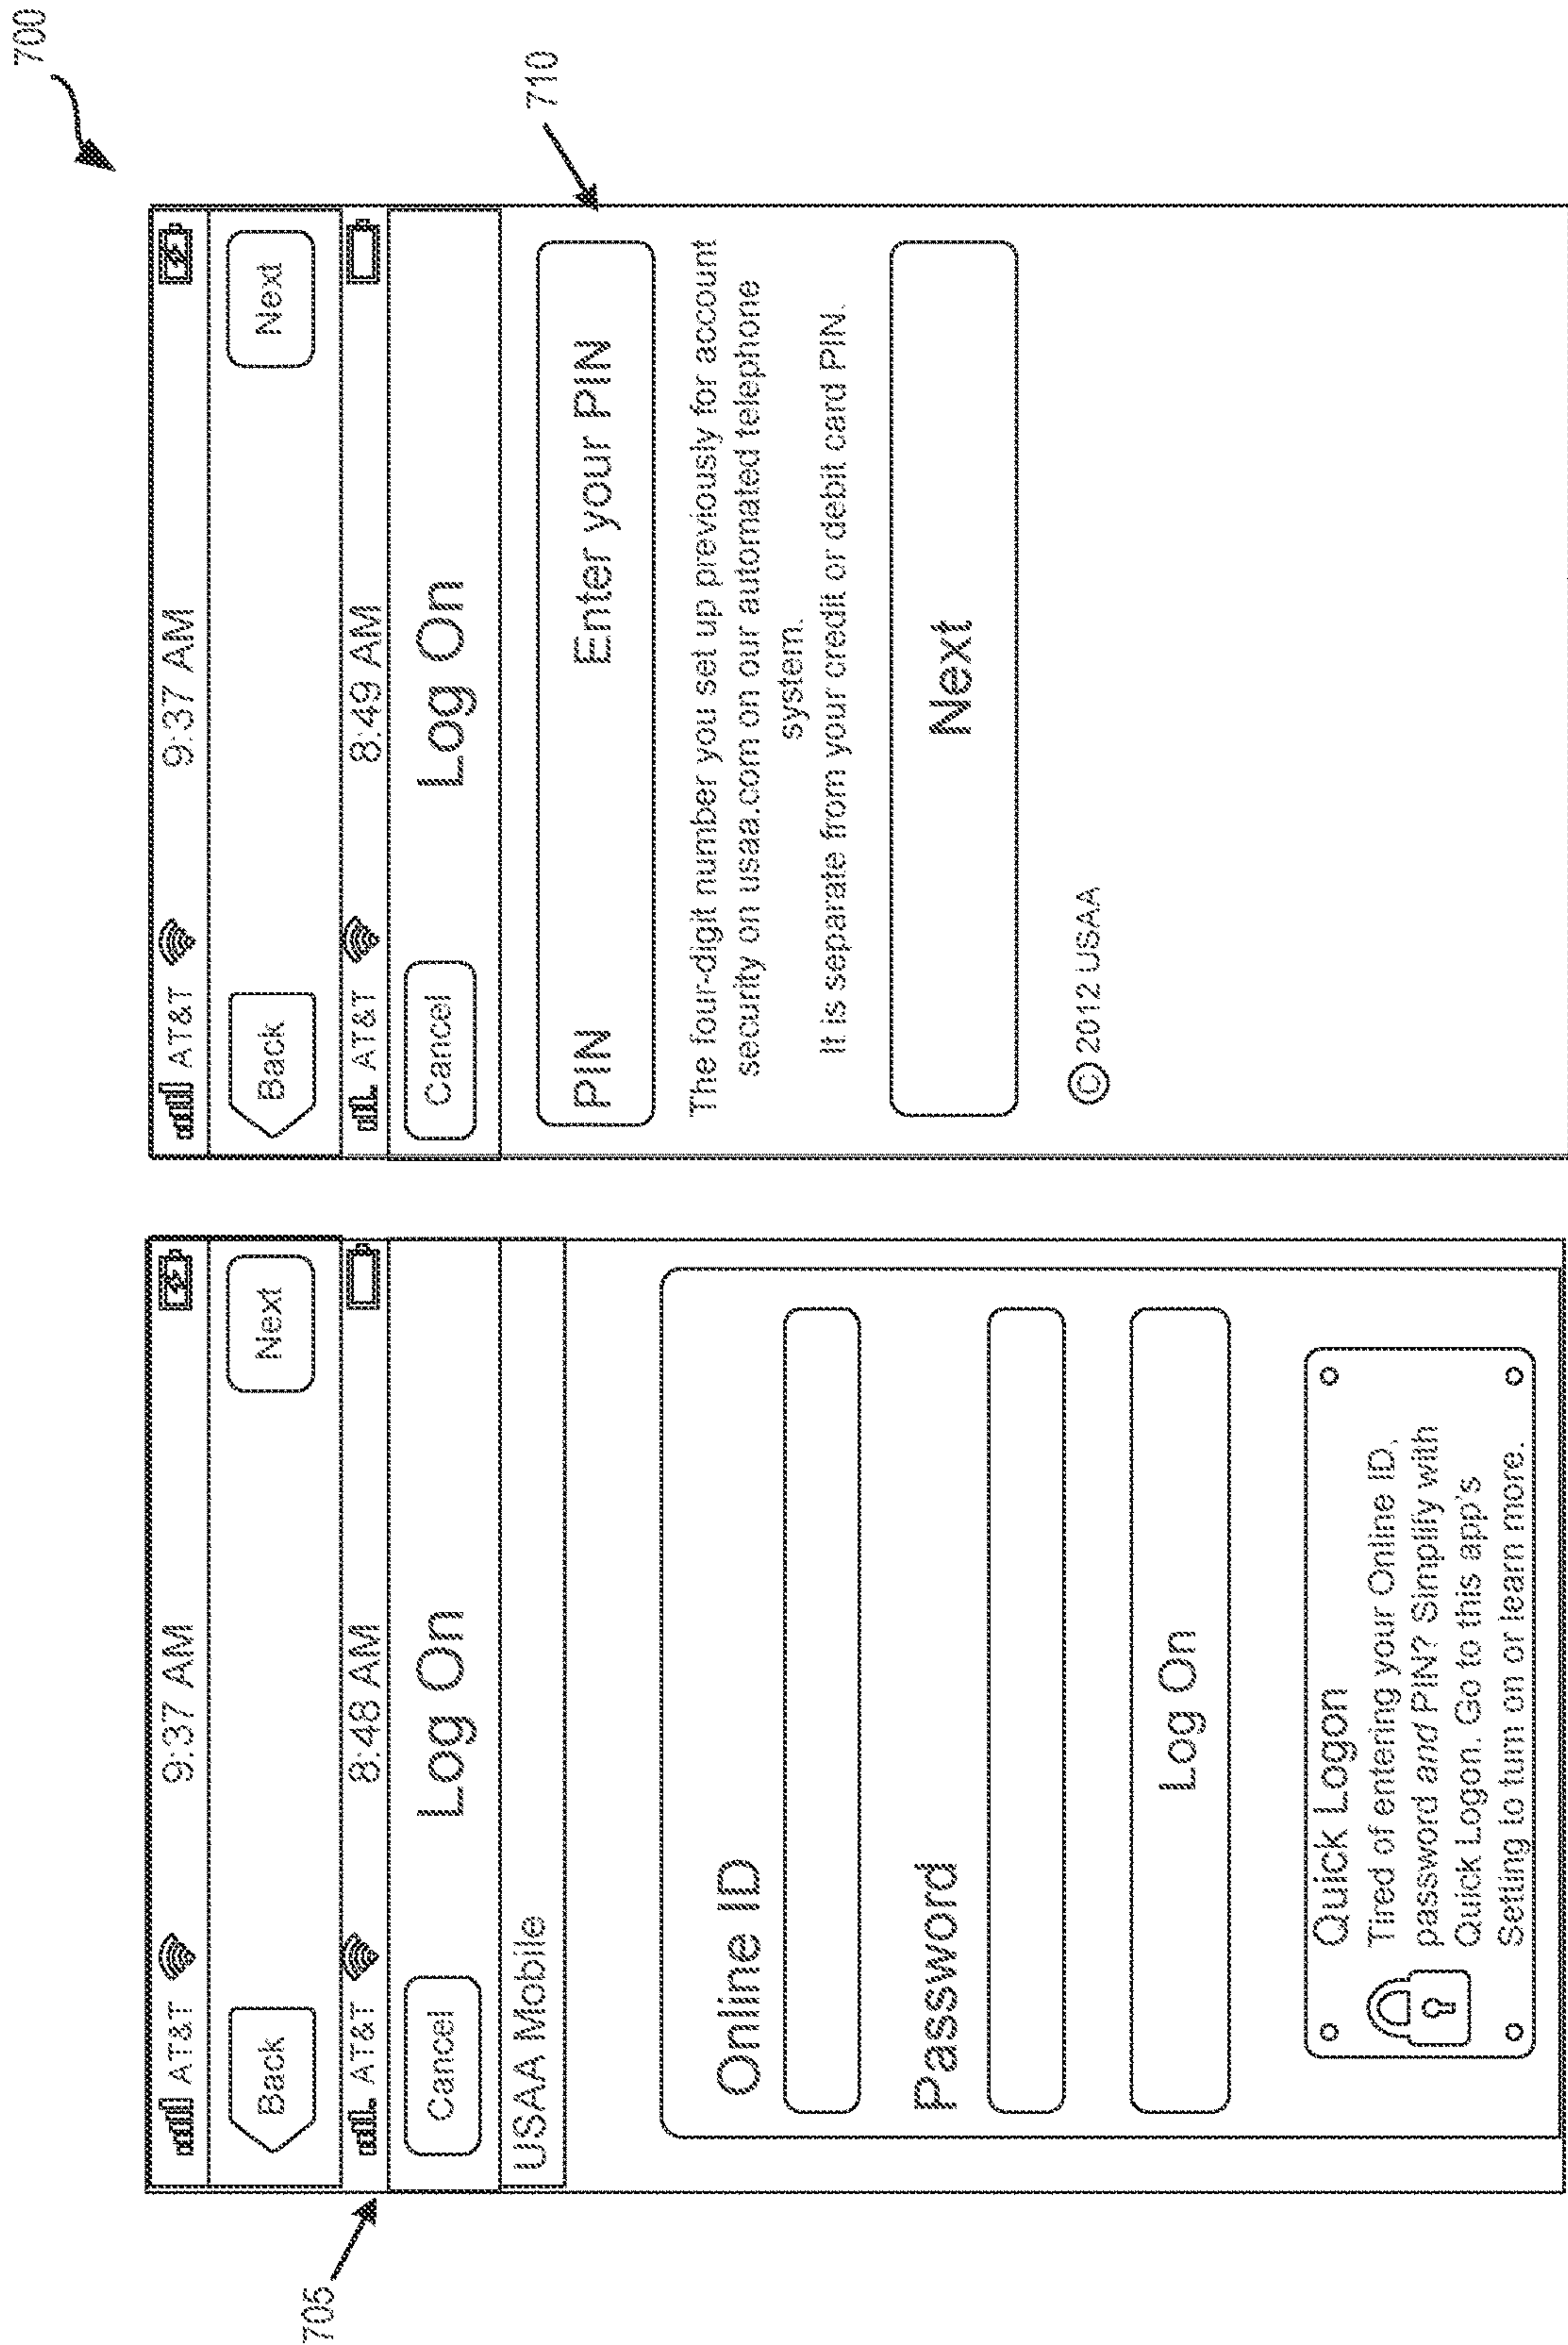 700
705
AT&T 9:37 AM
Back Next
AT&T 8:48 AM
Cancel Log On
USAA Mobile
Online ID
Password
Log On
Quick Logon
Tired of entering your Online ID,
password and PIN? Simplify with
Quick Logon. Go to this app's
Setting to turn on or learn more.
710
AT&T 9:37 AM
Back Next
AT&T 8:49 AM
Cancel Log On
PIN Enter your PIN
The four-digit number you set up previously for account
security on usaa.com on our automated telephone
system.
It is separate from your credit or debit card PIN.
Next
© 2012 USAA